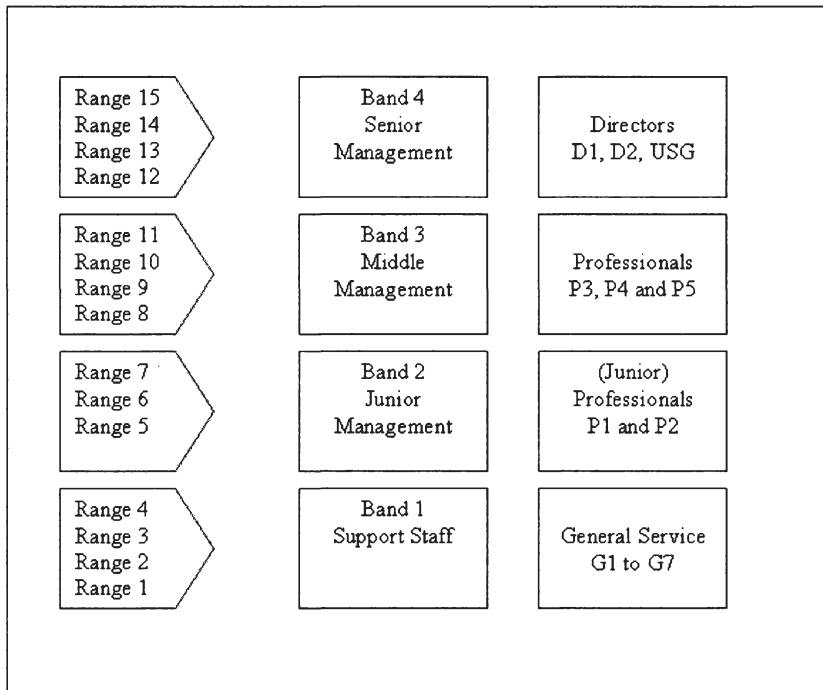 Range 15
Range 14
Range 13
Range 12
Band 4
Senior
Management
Directors
D1, D2, USG
Range 11
Range 10
Range 9
Range 8
Band 3
Middle
Management
Professionals
P3, P4 and P5
Range 7
Range 6
Range 5
Band 2
Junior
Management
(Junior)
Professionals
P1 and P2
Range 4
Range 3
Range 2
Range 1
Band 1
Support Staff
General Service
G1 to G7